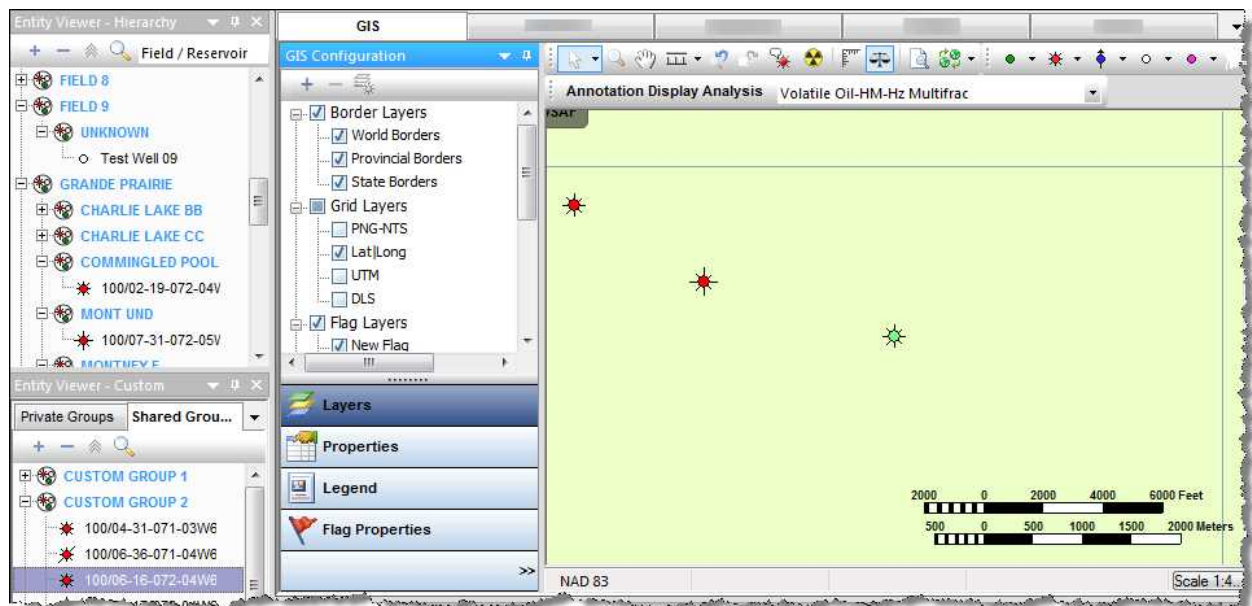 Entity Viewer - Hierarchy
Field / Reservoir
FIELD 8
FIELD 9
UNKNOWN
Test Well 09
GRANDE PRAIRIE
CHARLIE LAKE BB
CHARLIE LAKE CC
COMMINGLED POOL
100/02-19-072-04W
MONT UND
100/07-31-072-05W
MONTNEY F
Entity Viewer - Custom
Private Groups
Shared Grou...
CUSTOM GROUP 1
CUSTOM GROUP 2
100/04-31-071-03W6
100/06-36-071-04W6
100/06-16-072-04W6
GIS
GIS Configuration
Border Layers
World Borders
Provincial Borders
State Borders
Grid Layers
PNG-NTS
Lat|Long
UTM
DLS
Flag Layers
New Flag
Layers
Properties
Legend
Flag Properties
>>
Annotation Display Analysis
Volatile Oil-HM-Hz Multifrac
2000 0 2000 4000 6000 Feet
500 0 500 1000 1500 2000 Meters
NAD 83
Scale 1:4...